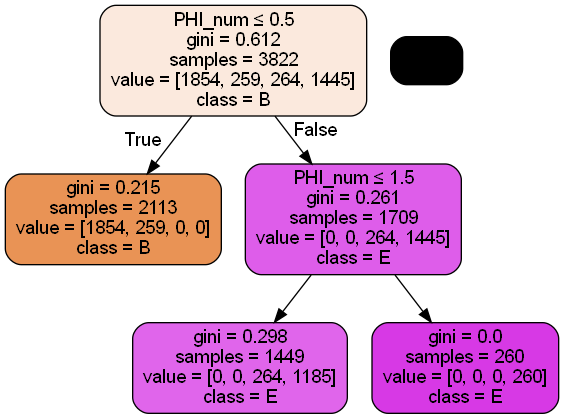 PHI_num ≤ 0.5
gini = 0.612
samples = 3822
value = [1854, 259, 264, 1445]
class = B
True
False
gini = 0.215
samples = 2113
value = [1854, 259, 0, 0]
class = B
PHI_num ≤ 1.5
gini = 0.261
samples = 1709
value = [0, 0, 264, 1445]
class = E
gini = 0.298
samples = 1449
value = [0, 0, 264, 1185]
class = E
gini = 0.0
samples = 260
value = [0, 0, 0, 260]
class = E